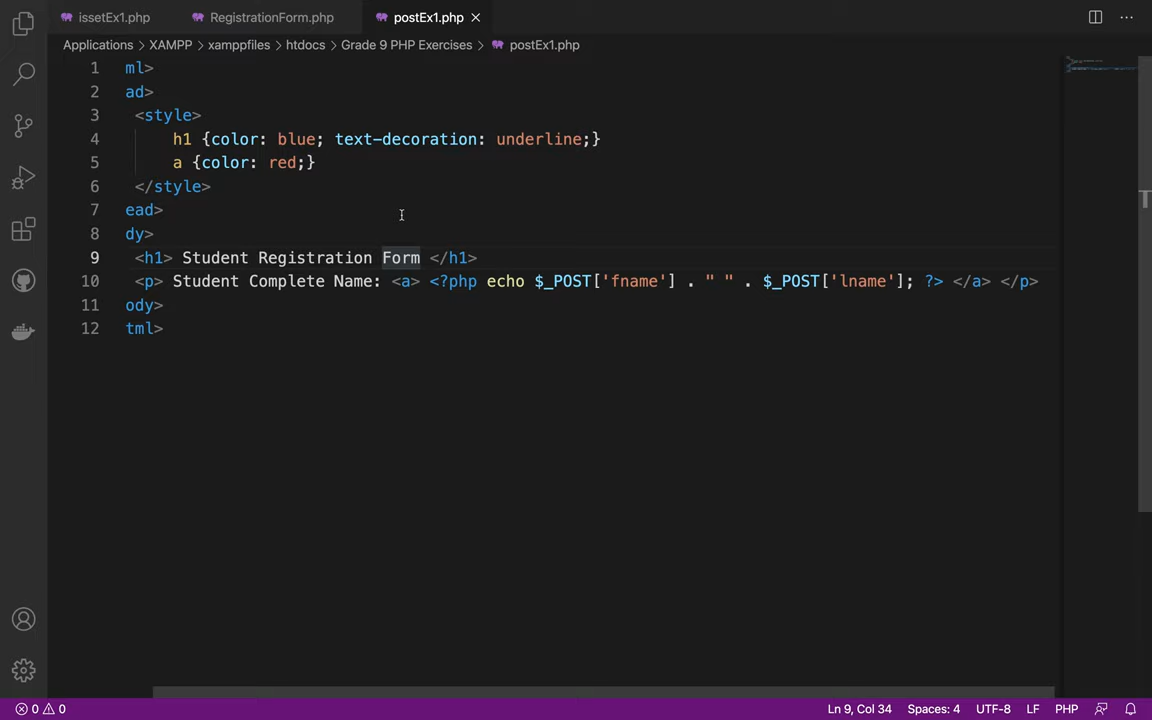 issetEx1.php RegistrationForm.php postEx1.php
Applications > XAMPP > xamppfiles > htdocs > Grade 9 PHP Exercises > postEx1.php
1 ml>
2 ad>
3 <style>
4 h1 {color: blue; text-decoration: underline;}
5 a {color: red;}
6 </style>
7 ead>
8 dy>
9 <h1> Student Registration Form </h1>
10 <p> Student Complete Name: <a> <?php echo $_POST['fname'] . " " . $_POST['lname']; ?> </a> </p>
11 ody>
12 tml>
0 0 Ln 9, Col 34 Spaces: 4 UTF-8 LF PHP